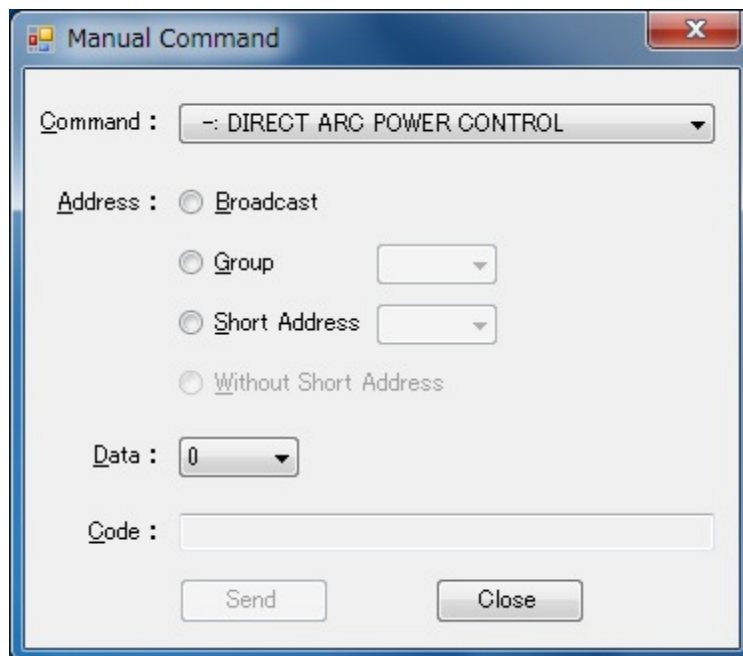 Manual Command
Command : -: DIRECT ARC POWER CONTROL
Address : Broadcast
Group
Short Address
Without Short Address
Data : 0
Code :
Send Close